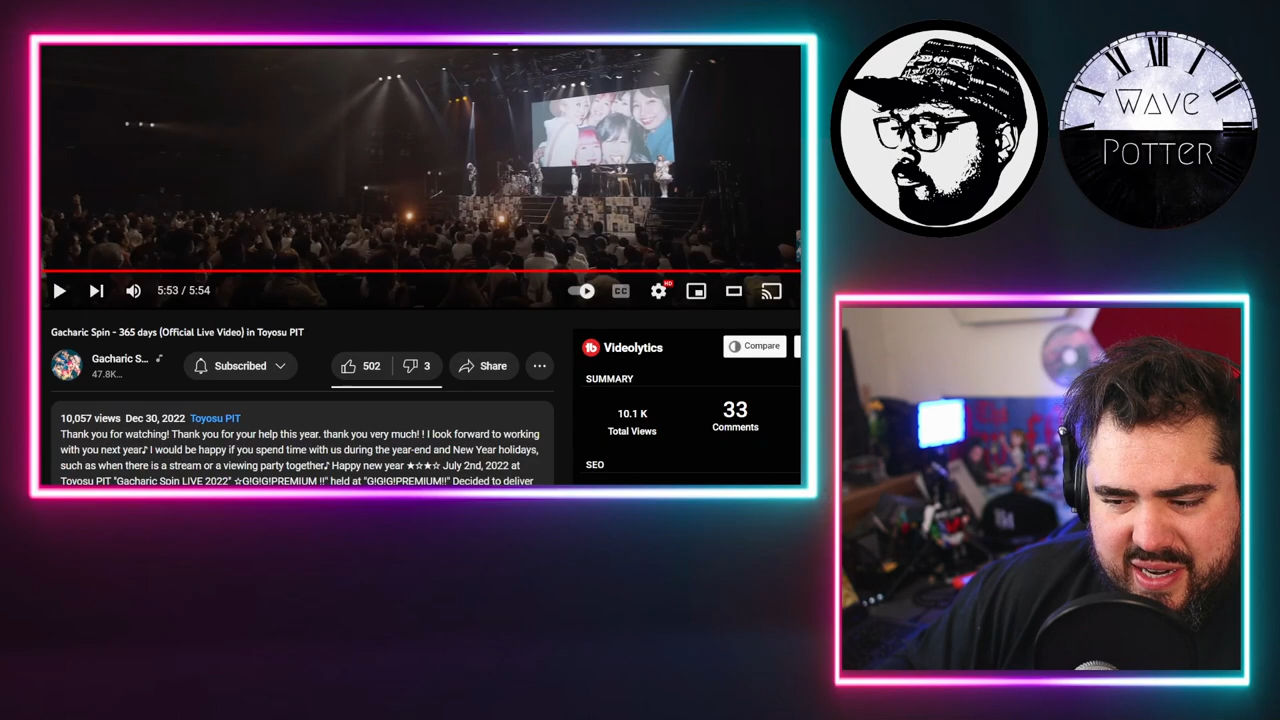 WAVE
POTTER
5:53 / 5:54
CC
HD
Gacharic Spin - 365 days (Official Live Video) in Toyosu PIT
Gacharic S...
47.8K...
Subscribed
502
3
Share
10,057 views Dec 30, 2022 Toyosu PIT
Thank you for watching! Thank you for your help this year. thank you very much! ! I look forward to working
with you next year♪ I would be happy if you spend time with us during the year-end and New Year holidays,
such as when there is a stream or a viewing party together♪ Happy new year ★☆★☆ July 2nd, 2022 at
Toyosu PIT "Gacharic Spin LIVE 2022" ☆G!G!G!PREMIUM !!" held at "G!G!G!PREMIUM!!" Decided to deliver
tb Videolytics
Compare
SUMMARY
10.1 K
Total Views
33
Comments
SEO